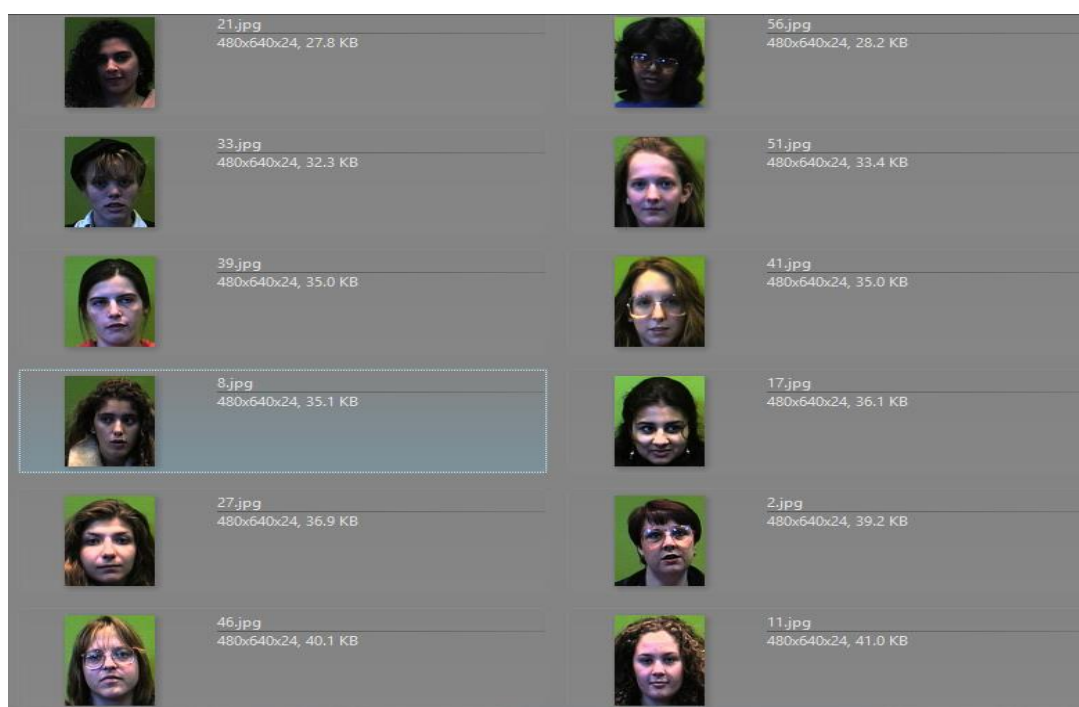 21.jpg
480x640x24, 27.8 KB
56.jpg
480x640x24, 28.2 KB
33.jpg
480x640x24, 32.3 KB
51.jpg
480x640x24, 33.4 KB
39.jpg
480x640x24, 35.0 KB
41.jpg
480x640x24, 35.0 KB
8.jpg
480x640x24, 35.1 KB
17.jpg
480x640x24, 36.1 KB
27.jpg
480x640x24, 36.9 KB
2.jpg
480x640x24, 39.2 KB
46.jpg
480x640x24, 40.1 KB
11.jpg
480x640x24, 41.0 KB